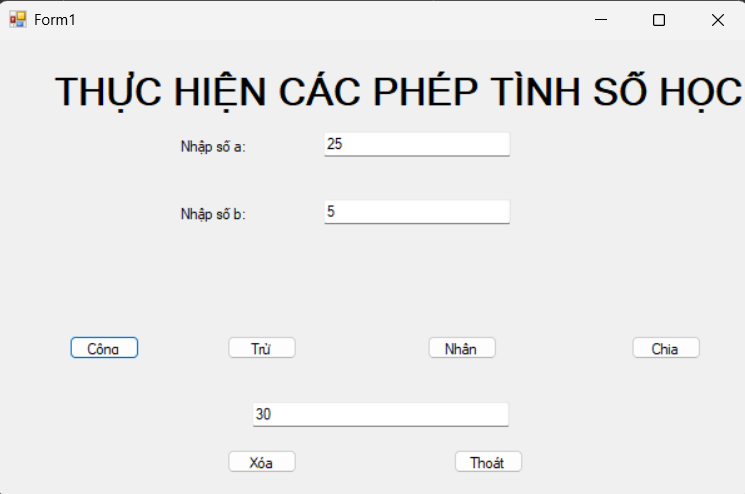 Form1
THỰC HIỆN CÁC PHÉP TÌNH SỐ HỌC
Nhập số a: 25
Nhập số b: 5
Cộng Trừ Nhân Chia
30
Xóa Thoát